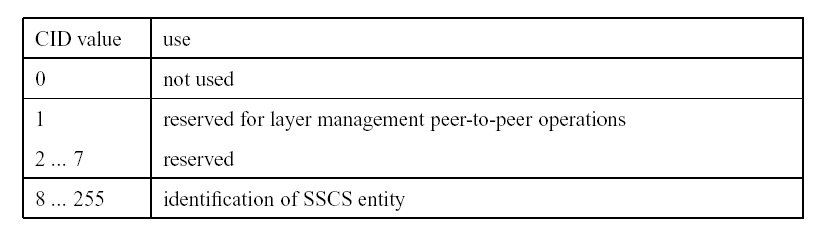 CID value use
0 not used
1 reserved for layer management peer-to-peer operations
2 ... 7 reserved
8 ... 255 identification of SSCS entity